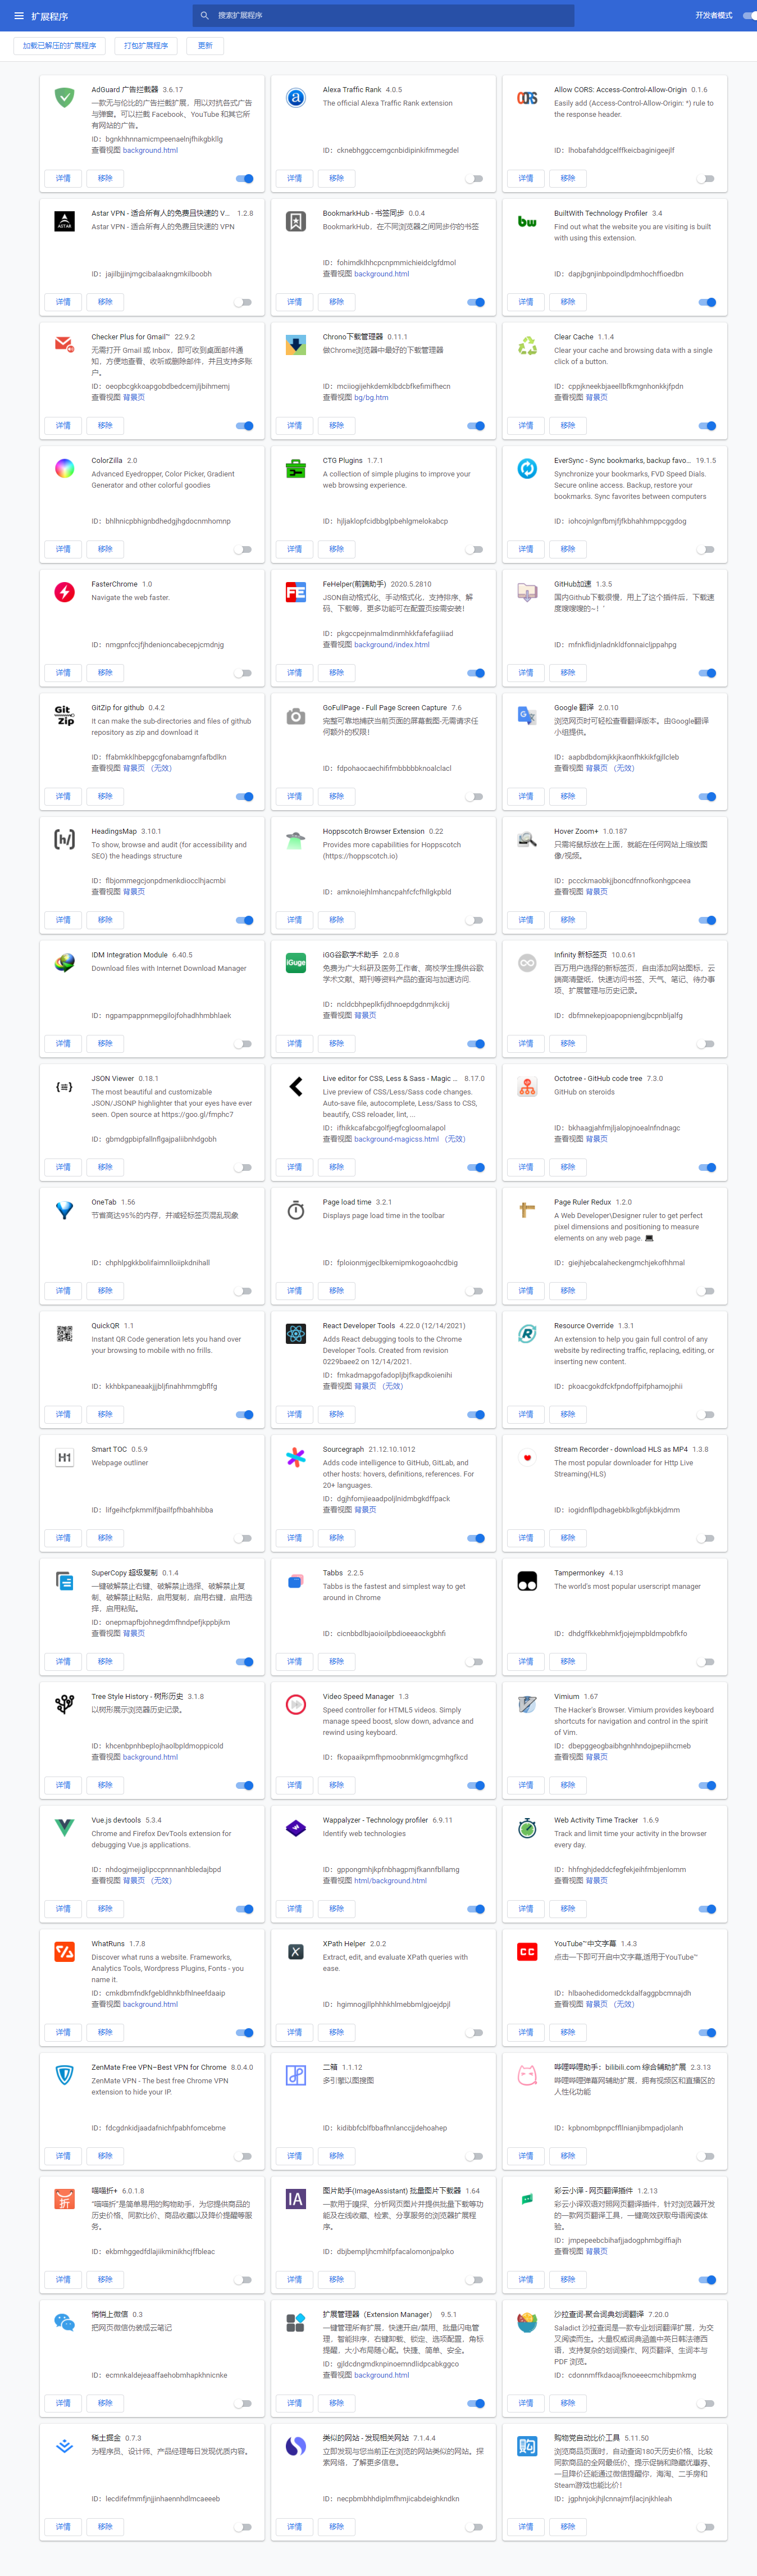 扩展程序
搜索扩展程序
开发者模式
加载已解压的扩展程序
打包扩展程序
更新
AdGuard 广告拦截器 3.6.17
一款无与伦比的广告拦截扩展，用以对抗各式广告
与弹窗。可以拦截 Facebook、YouTube 和其它所
有网站的广告。
ID：bgnkhhnnamicmpeenaelnjfhikgbkllg
查看视图 background.html
详情 移除
Alexa Traffic Rank 4.0.5
The official Alexa Traffic Rank extension
ID：cknebhggccemgcnbidipinkifmmegdel
详情 移除
Allow CORS: Access-Control-Allow-Origin 0.1.6
Easily add (Access-Control-Allow-Origin: *) rule to
the response header.
ID：lhobafahddgcelffkeicbaginigeejlf
详情 移除
ASTAR
Astar VPN - 适合所有人的免费且快速的 V... 1.2.8
Astar VPN - 适合所有人的免费且快速的 VPN
ID：jajilbjjinjmgcibalaakngmkilboobh
详情 移除
BookmarkHub - 书签同步 0.0.4
BookmarkHub，在不同浏览器之间同步你的书签
ID：fohimdklhhcpcnpmmichieidclgfdmol
查看视图 background.html
详情 移除
bw
BuiltWith Technology Profiler 3.4
Find out what the website you are visiting is built
with using this extension.
ID：dapjbgnjinbpoindlpdmhochffioedbn
详情 移除
Checker Plus for Gmail™ 22.9.2
无需打开 Gmail 或 Inbox，即可收到桌面邮件通
知，方便地查看、收听或删除邮件，并且支持多账
户。
ID：oeopbcgkkoapgobdbedcemjljbihmemj
查看视图 背景页
详情 移除
Chrono下载管理器 0.11.1
做Chrome浏览器中最好的下载管理器
ID：mciiogijehkdemklbdcbfkefimifhecn
查看视图 bg/bg.htm
详情 移除
Clear Cache 1.1.4
Clear your cache and browsing data with a single
click of a button.
ID：cppjkneekbjaeellbfkmgnhonkkjfpdn
查看视图 背景页
详情 移除
ColorZilla 2.0
Advanced Eyedropper, Color Picker, Gradient
Generator and other colorful goodies
ID：bhlhnicpbhignbdhedgjhgdocnmhomnp
详情 移除
CTG Plugins 1.7.1
A collection of simple plugins to improve your
web browsing experience.
ID：hjljaklopfcidbbglpbehlgmelokabcp
详情 移除
EverSync - Sync bookmarks, backup favo... 19.1.5
Synchronize your bookmarks, FVD Speed Dials.
Secure online access. Backup, restore your
bookmarks. Sync favorites between computers
ID：iohcojnlgnfbmjfjfkbhahhmppcggdog
详情 移除
FasterChrome 1.0
Navigate the web faster.
ID：nmgpnfccjfjhdenioncabecepjcmdnjg
详情 移除
FE
FeHelper(前端助手) 2020.5.2810
JSON自动格式化、手动格式化，支持排序、解
码、下载等，更多功能可在配置页按需安装！
ID：pkgccpejnmalmdinmhkkfafefagiiiad
查看视图 background/index.html
详情 移除
GitHub加速 1.3.5
国内Github下载很慢，用上了这个插件后，下载速
度嗖嗖嗖的~！'
ID：mfnkflidjnladnkldfonnaicljppahpg
详情 移除
Git
Zip
GitZip for github 0.4.2
It can make the sub-directories and files of github
repository as zip and download it
ID：ffabmkklhbepgcgfonabamgnfafbdlkn
查看视图 背景页 （无效）
详情 移除
GoFullPage - Full Page Screen Capture 7.6
完整可靠地捕获当前页面的屏幕截图-无需请求任
何额外的权限！
ID：fdpohaocaechififmbbbbbknoalclacl
详情 移除
Google 翻译 2.0.10
浏览网页时可轻松查看翻译版本。由Google翻译
小组提供。
ID：aapbdbdomjkkjkaonfhkkikfgjllcleb
查看视图 背景页 （无效）
详情 移除
[h/]
HeadingsMap 3.10.1
To show, browse and audit (for accessibility and
SEO) the headings structure
ID：flbjommegcjonpdmenkdiocclhjacmbi
查看视图 背景页
详情 移除
Hoppscotch Browser Extension 0.22
Provides more capabilities for Hoppscotch
(https://hoppscotch.io)
ID：amknoiejhlmhancpahfcfcfhllgkpbld
详情 移除
Hover Zoom+ 1.0.187
只需将鼠标放在上面，就能在任何网站上缩放图
像/视频。
ID：pccckmaobkjjboncdfnnofkonhgpceea
查看视图 背景页
详情 移除
IDM Integration Module 6.40.5
Download files with Internet Download Manager
ID：ngpampappnmepgilojfohadhhmbhlaek
详情 移除
iGuge
iGG谷歌学术助手 2.0.8
免费为广大科研及医务工作者、高校学生提供谷歌
学术文献、期刊等资料产品的查询与加速访问.
ID：ncldcbhpeplkfijdhnoepdgdnmjkckij
查看视图 背景页
详情 移除
Infinity 新标签页 10.0.61
百万用户选择的新标签页，自由添加网站图标，云
端高清壁纸，快速访问书签、天气、笔记、待办事
项、扩展管理与历史记录。
ID：dbfmnekepjoapopniengjbcpnbljalfg
详情 移除
JSON Viewer 0.18.1
The most beautiful and customizable
JSON/JSONP highlighter that your eyes have ever
seen. Open source at https://goo.gl/fmphc7
ID：gbmdgpbipfallnflgajpaliibnhdgobh
详情 移除
Live editor for CSS, Less & Sass - Magic ... 8.17.0
Live preview of CSS/Less/Sass code-changes.
Auto-save file, autocomplete, Less/Sass to CSS,
beautify, CSS reloader, lint, ...
ID：ifhikkcafabcgolfjegfcgloomalapol
查看视图 background-magicss.html （无效）
详情 移除
Octotree - GitHub code tree 7.3.0
GitHub on steroids
ID：bkhaagjahfmjljalopjnoealnfndnagc
查看视图 背景页
详情 移除
OneTab 1.56
节省高达95%的内存，并减轻标签页混乱现象
ID：chphlpgkkbolifaimnlloiipkdnihall
详情 移除
Page load time 3.2.1
Displays page load time in the toolbar
ID：fploionmjgeclbkemipmkogoaohcdbig
详情 移除
Page Ruler Redux 1.2.0
A Web Developer\Designer ruler to get perfect
pixel dimensions and positioning to measure
elements on any web page. 💻
ID：giejhjebcalaheckengmchjekofhhmal
详情 移除
QuickQR 1.1
Instant QR Code generation lets you hand over
your browsing to mobile with no frills.
ID：kkhbkpaneaakjjjbljfinahhmmgbflfg
详情 移除
React Developer Tools 4.22.0 (12/14/2021)
Adds React debugging tools to the Chrome
Developer Tools. Created from revision
0229baee2 on 12/14/2021.
ID：fmkadmapgofadopljbjfkapdkoienihi
查看视图 背景页 （无效）
详情 移除
Resource Override 1.3.1
An extension to help you gain full control of any
website by redirecting traffic, replacing, editing, or
inserting new content.
ID：pkoacgokdfckfpndoffpifphamojphii
详情 移除
H1
Smart TOC 0.5.9
Webpage outliner
ID：lifgeihcfpkmmlfjbailfpfhbahhibba
详情 移除
Sourcegraph 21.12.10.1012
Adds code intelligence to GitHub, GitLab, and
other hosts: hovers, definitions, references. For
20+ languages.
ID：dgjhfomjieaadpoljlnidmbgkdffpack
查看视图 背景页
详情 移除
Stream Recorder - download HLS as MP4 1.3.8
The most popular downloader for Http Live
Streaming(HLS)
ID：iogidnfllpdhagebkblkgbfijkbkjdmm
详情 移除
SuperCopy 超级复制 0.1.4
一键破解禁止右键、破解禁止选择、破解禁止复
制、破解禁止粘贴，启用复制，启用右键，启用选
择，启用粘贴。
ID：onepmapfbjohnegdmfhndpefjkppbjkm
查看视图 背景页
详情 移除
Tabbs 2.2.5
Tabbs is the fastest and simplest way to get
around in Chrome
ID：cicnbbdlbjaoioilpbdioeeaockgbhfi
详情 移除
Tampermonkey 4.13
The world's most popular userscript manager
ID：dhdgffkkebhmkfjojejmpbldmpobfkfo
详情 移除
Tree Style History - 树形历史 3.1.8
以树形展示浏览器历史记录。
ID：khcenbpnhbeplojhaolbpldmoppicold
查看视图 background.html
详情 移除
Video Speed Manager 1.3
Speed controller for HTML5 videos. Simply
manage speed boost, slow down, advance and
rewind using keyboard.
ID：fkopaaikpmfhpmoobnmklgmcgmhgfkcd
详情 移除
Vimium 1.67
The Hacker's Browser. Vimium provides keyboard
shortcuts for navigation and control in the spirit
of Vim.
ID：dbepggeogbaibhgnhhndojpepiihcmeb
查看视图 背景页
详情 移除
Vue.js devtools 5.3.4
Chrome and Firefox DevTools extension for
debugging Vue.js applications.
ID：nhdogjmejiglipccpnnnanhbledajbpd
查看视图 背景页 （无效）
详情 移除
Wappalyzer - Technology profiler 6.9.11
Identify web technologies
ID：gppongmhjkpfnbhagpmjfkannfbllamg
查看视图 html/background.html
详情 移除
Web Activity Time Tracker 1.6.9
Track and limit time your activity in the browser
every day.
ID：hhfnghjdeddcfegfekjeihfmbjenlomm
查看视图 背景页
详情 移除
WhatRuns 1.7.8
Discover what runs a website. Frameworks,
Analytics Tools, Wordpress Plugins, Fonts - you
name it.
ID：cmkdbmfndkfgebldhnkbfhlneefdaaip
查看视图 background.html
详情 移除
X
XPath Helper 2.0.2
Extract, edit, and evaluate XPath queries with
ease.
ID：hgimnogjllphhhkhlmebbmlgjoejdpjl
详情 移除
CC
YouTube™中文字幕 1.4.3
点击一下即可开启中文字幕,适用于YouTube™
ID：hlbaohedidomedckdalfaggpbcmnajdh
查看视图 背景页 （无效）
详情 移除
ZenMate Free VPN–Best VPN for Chrome 8.0.4.0
ZenMate VPN - The best free Chrome VPN
extension to hide your IP.
ID：fdcgdnkidjaadafnichfpabhfomcebme
详情 移除
二箱 1.1.12
多引擎以图搜图
ID：kidibbfcblfbbafhnlanccjjdehoahep
详情 移除
哔哩哔哩助手：bilibili.com 综合辅助扩展 2.3.13
哔哩哔哩弹幕网辅助扩展，拥有视频区和直播区的
人性化功能
ID：kpbnombpnpcffllnianjibmpadjolanh
详情 移除
折
喵喵折+ 6.0.1.8
“喵喵折”是简单易用的购物助手，为您提供商品的
历史价格、同款比价、商品收藏以及降价提醒等服
务。
ID：ekbmhggedfdlajiikminikhcjffbleac
详情 移除
IA
图片助手(ImageAssistant) 批量图片下载器 1.64
一款用于嗅探、分析网页图片并提供批量下载等功
能及在线收藏、检索、分享服务的浏览器扩展程
序。
ID：dbjbempljhcmhlfpfacalomonjpalpko
详情 移除
彩云小译 - 网页翻译插件 1.2.13
彩云小译双语对照网页翻译插件，针对浏览器开发
的一款网页翻译工具，一键高效获取母语阅读体
验。
ID：jmpepeebcbihafjjadogphmbgiffiajh
查看视图 背景页
详情 移除
悄悄上微信 0.3
把网页微信伪装成云笔记
ID：ecmnkaldejeaaffaehobmhapkhnicnke
详情 移除
扩展管理器（Extension Manager） 9.5.1
一键管理所有扩展，快速开启/禁用、批量闪电管
理，智能排序，右键卸载、锁定、选项配置，角标
提醒，大小布局随心配。快捷、简单、安全。
ID：gjldcdngmdknpinoemndlidpcabkggco
查看视图 background.html
详情 移除
沙拉查词-聚合词典划词翻译 7.20.0
Saladict 沙拉查词是一款专业划词翻译扩展，为交
叉阅读而生。大量权威词典涵盖中英日韩法德西
语，支持复杂的划词操作、网页翻译、生词本与
PDF 浏览。
ID：cdonnmffkdaoajfknoeeecmchibpmkmg
详情 移除
稀土掘金 0.7.3
为程序员、设计师、产品经理每日发现优质内容。
ID：lecdifefmmfjnjjinhaennhdlmcaeeeb
详情 移除
类似的网站 - 发现相关网站 7.1.4.4
立即发现与您当前正在浏览的网站类似的网站。探
索网络，了解更多信息。
ID：necpbmbhhdiplmfhmjicabdeighkndkn
详情 移除
购
购物党自动比价工具 5.11.50
浏览商品页面时，自动查询180天历史价格、比较
同款商品的全网最低价、提示促销和隐藏优惠券、
一旦降价还能通过微信提醒你，海淘、二手房和
Steam游戏也能比价！
ID：jgphnjokjhjlcnnajmfjlacjnjkhleah
详情 移除